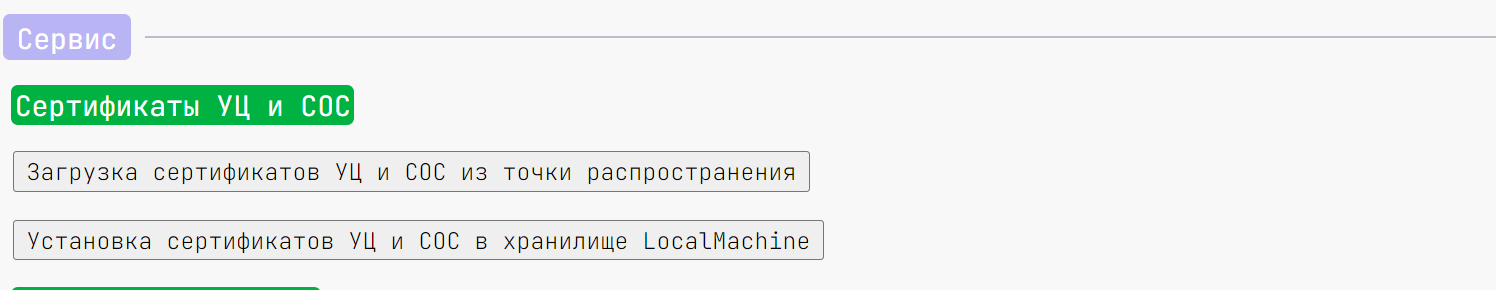 Сервис
Сертификаты УЦ и СОС
Загрузка сертификатов УЦ и СОС из точки распространения
Установка сертификатов УЦ и СОС в хранилище LocalMachine